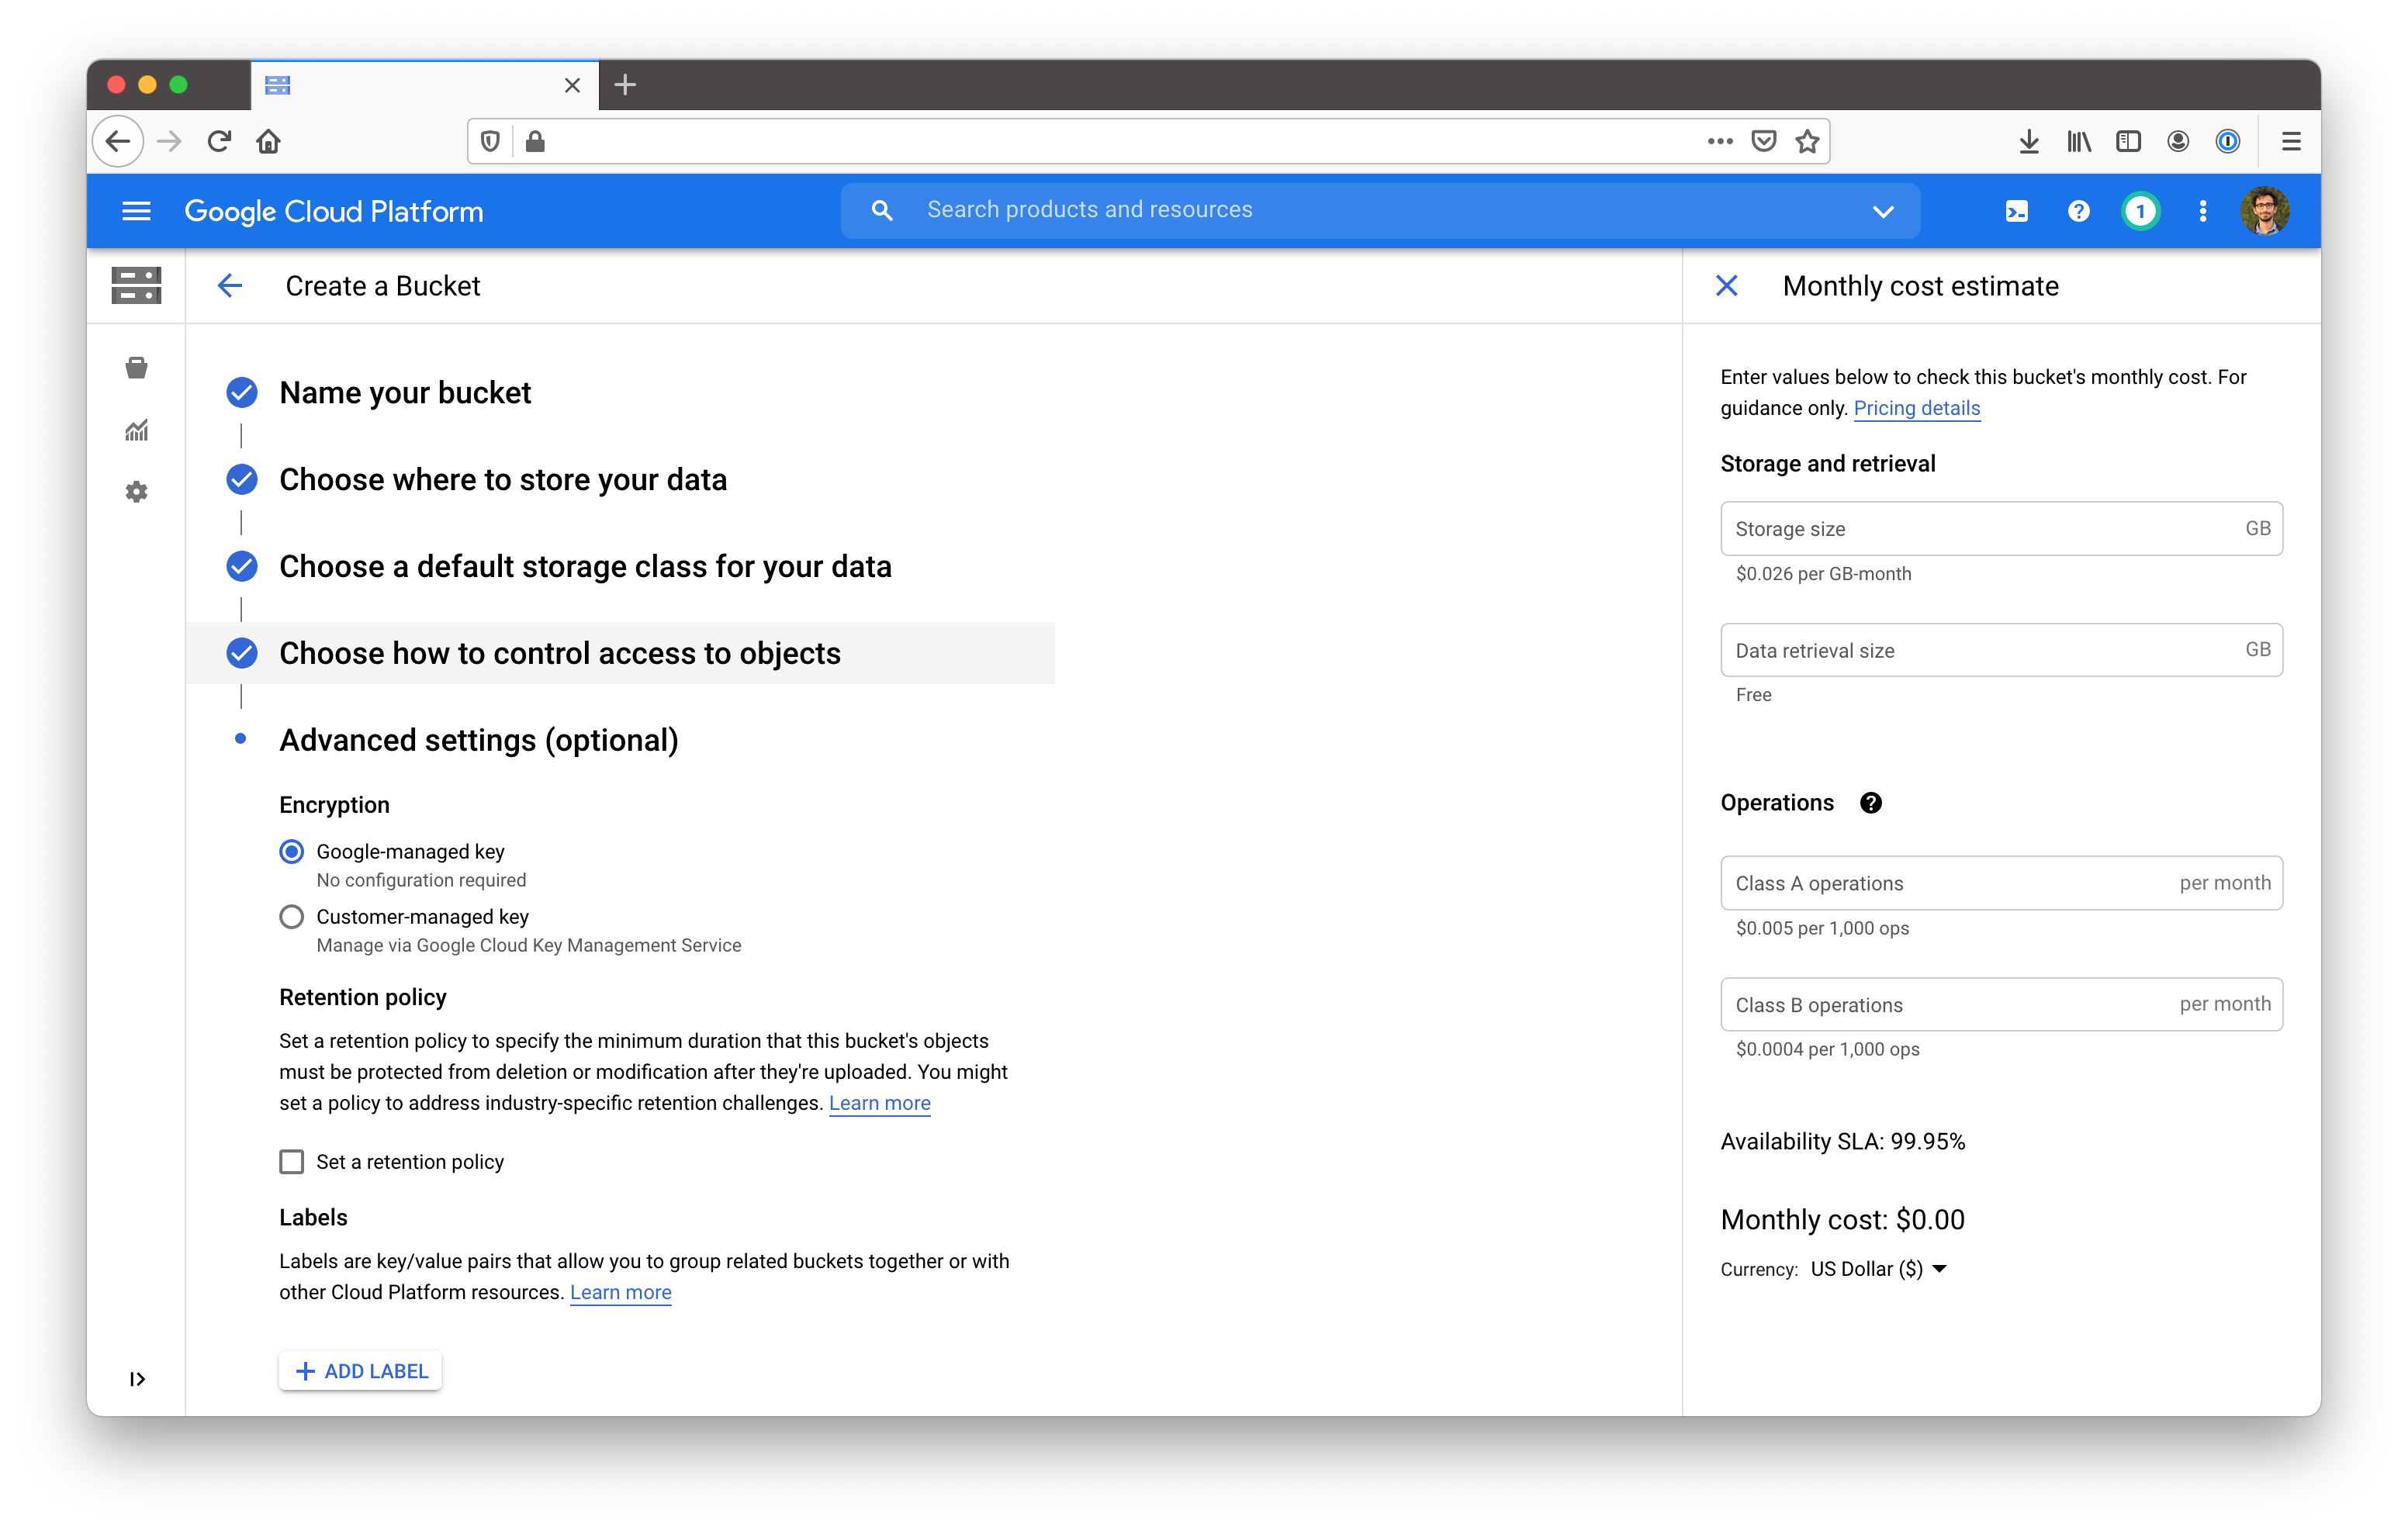 Google Cloud Platform
Search products and resources
1
Create a Bucket
Name your bucket
Choose where to store your data
Choose a default storage class for your data
Choose how to control access to objects
Advanced settings (optional)
Encryption
Google-managed key
No configuration required
Customer-managed key
Manage via Google Cloud Key Management Service
Retention policy
Set a retention policy to specify the minimum duration that this bucket's objects
must be protected from deletion or modification after they're uploaded. You might
set a policy to address industry-specific retention challenges. Learn more
Set a retention policy
Labels
Labels are key/value pairs that allow you to group related buckets together or with
other Cloud Platform resources. Learn more
ADD LABEL
Monthly cost estimate
Enter values below to check this bucket's monthly cost. For
guidance only. Pricing details
Storage and retrieval
Storage size GB
$0.026 per GB-month
Data retrieval size GB
Free
Operations
Class A operations per month
$0.005 per 1,000 ops
Class B operations per month
$0.0004 per 1,000 ops
Availability SLA: 99.95%
Monthly cost: $0.00
Currency: US Dollar ($)